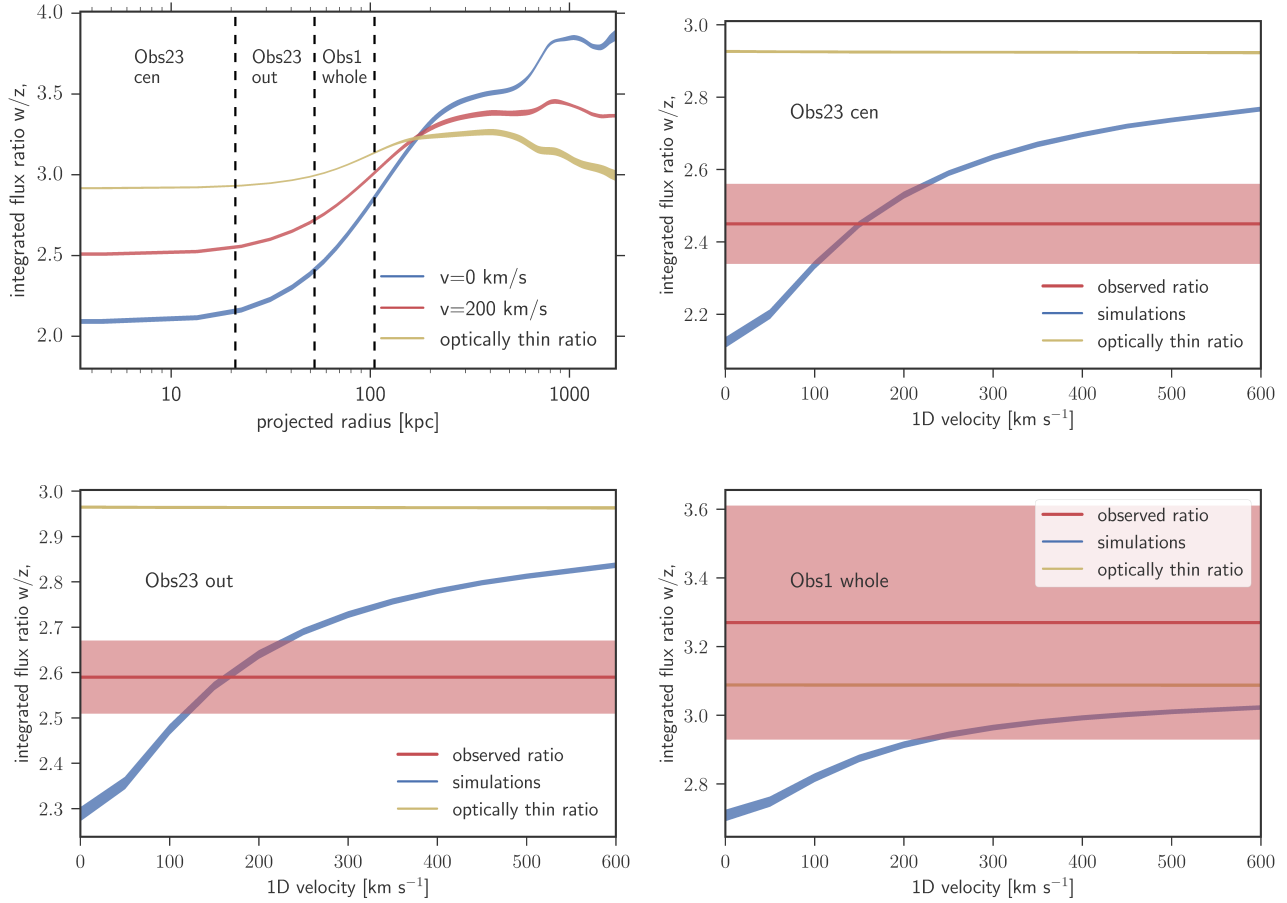 integrated flux ratio w/z,
4.0
3.5
3.0
2.5
2.0
Obs23
cen
Obs23
out
Obs1
whole
v=0 km/s
v=200 km/s
optically thin ratio
10
100
1000
projected radius [kpc]
integrated flux ratio w/z,
3.0
2.8
2.6
2.4
2.2
Obs23 cen
observed ratio
simulations
optically thin ratio
0
100
200
300
400
500
600
1D velocity [km s⁻¹]
integrated flux ratio w/z,
3.0
2.9
2.8
2.7
2.6
2.5
2.4
2.3
Obs23 out
observed ratio
simulations
optically thin ratio
0
100
200
300
400
500
600
1D velocity [km s⁻¹]
integrated flux ratio w/z,
3.6
3.4
3.2
3.0
2.8
Obs1 whole
observed ratio
simulations
optically thin ratio
0
100
200
300
400
500
600
1D velocity [km s⁻¹]